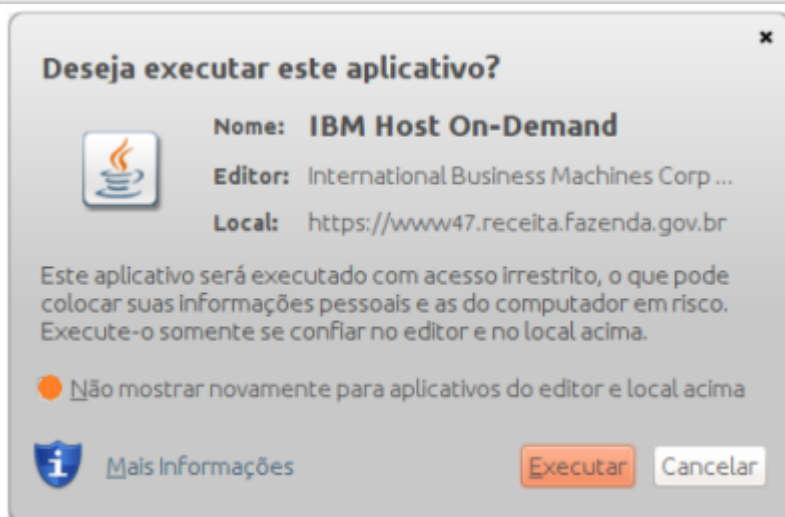 Deseja executar este aplicativo?
Nome: IBM Host On-Demand
Editor: International Business Machines Corp ...
Local: https://www47.receita.fazenda.gov.br
Este aplicativo será executado com acesso irrestrito, o que pode
colocar suas informações pessoais e as do computador em risco.
Execute-o somente se confiar no editor e no local acima.
Não mostrar novamente para aplicativos do editor e local acima
Mais Informações
Executar
Cancelar